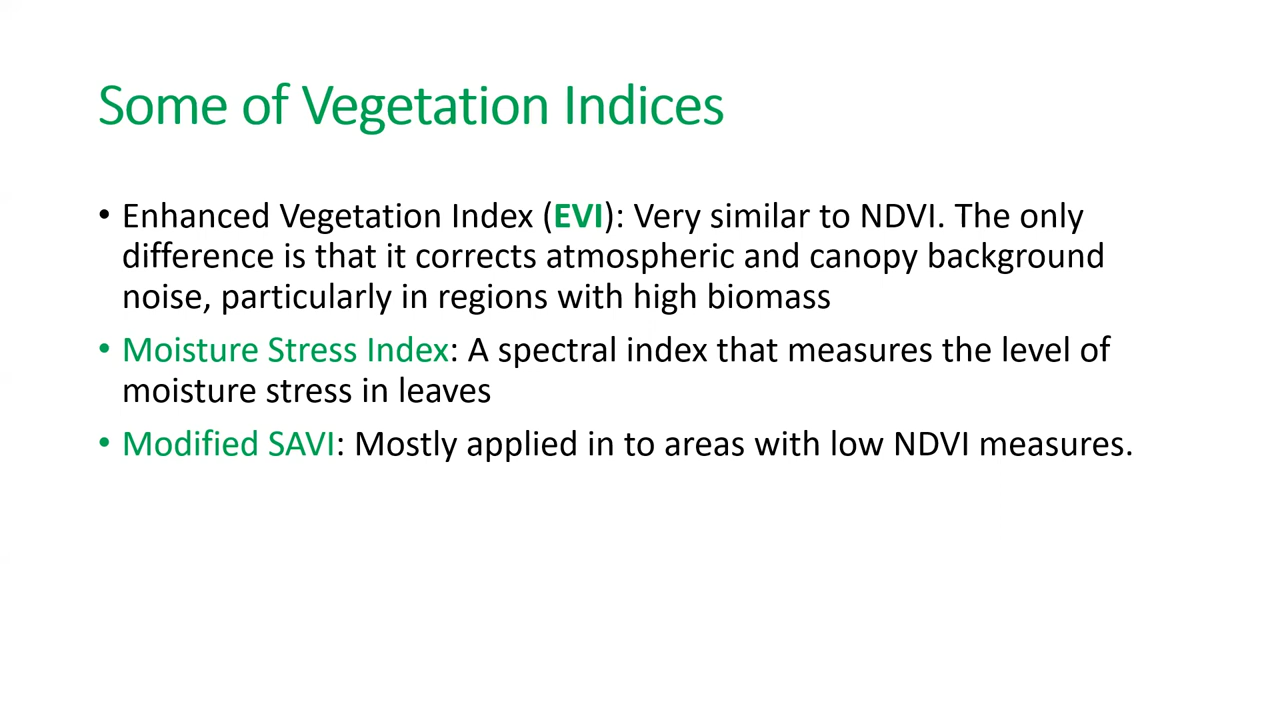 Some of Vegetation Indices
• Enhanced Vegetation Index (EVI): Very similar to NDVI. The only
difference is that it corrects atmospheric and canopy background
noise, particularly in regions with high biomass
• Moisture Stress Index: A spectral index that measures the level of
moisture stress in leaves
• Modified SAVI: Mostly applied in to areas with low NDVI measures.